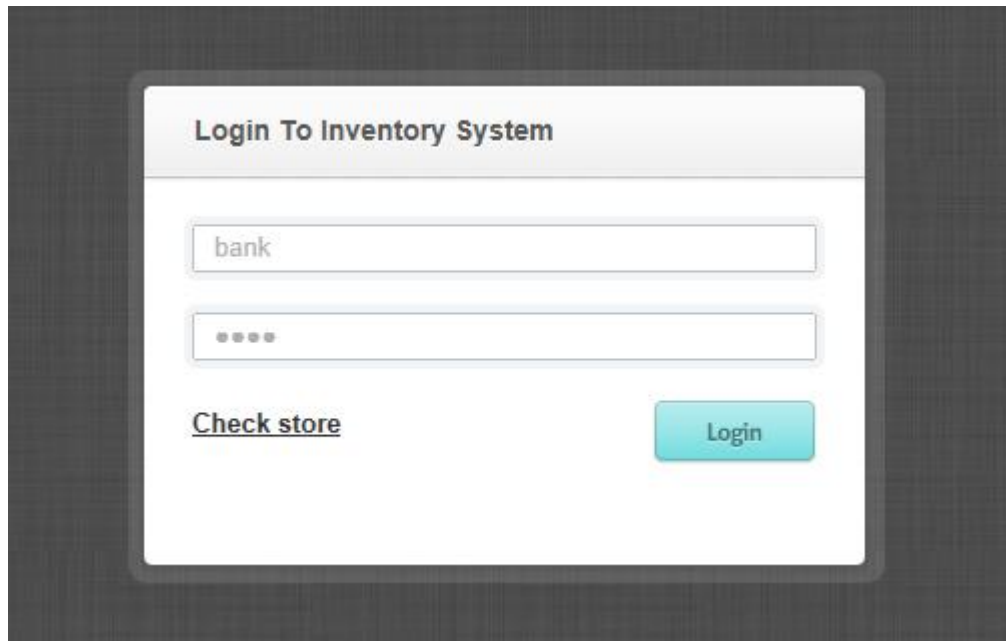 Login To Inventory System
bank
••••
Check store
Login